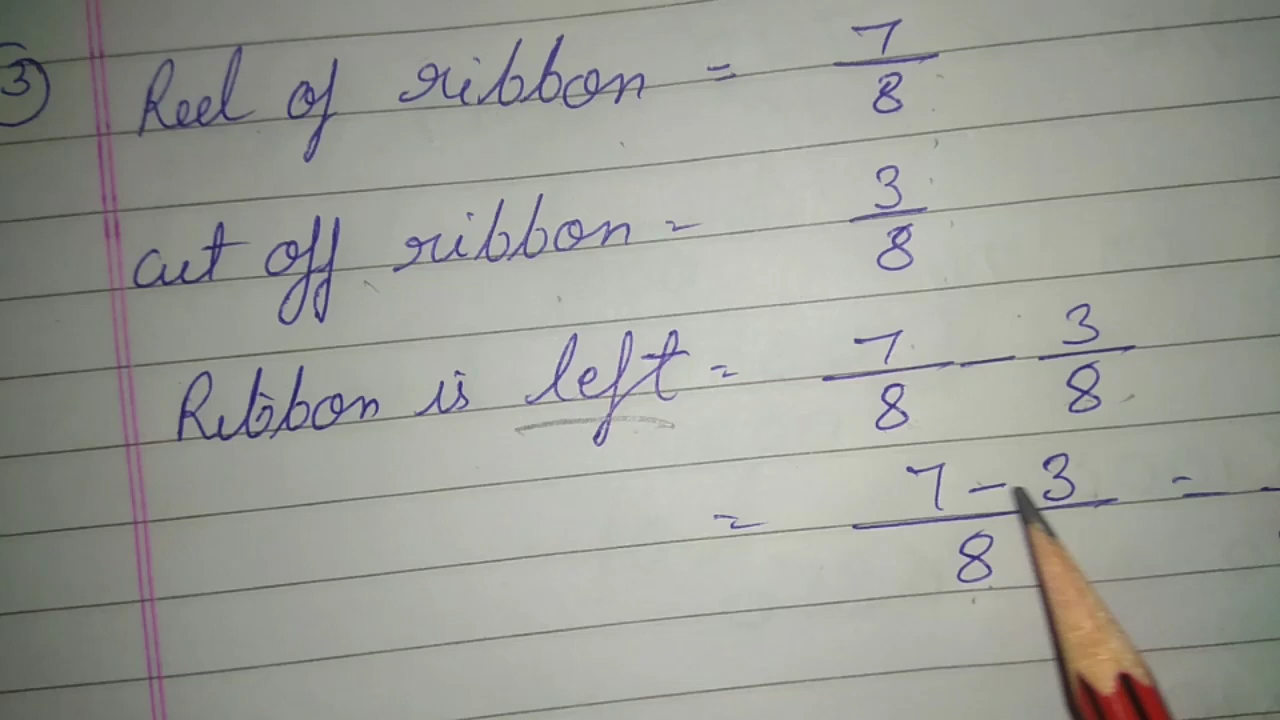 3 Reel of ribbon = 7/8
cut off ribbon = 3/8
Ribbon is left = 7/8 - 3/8
= 7-3/8 =